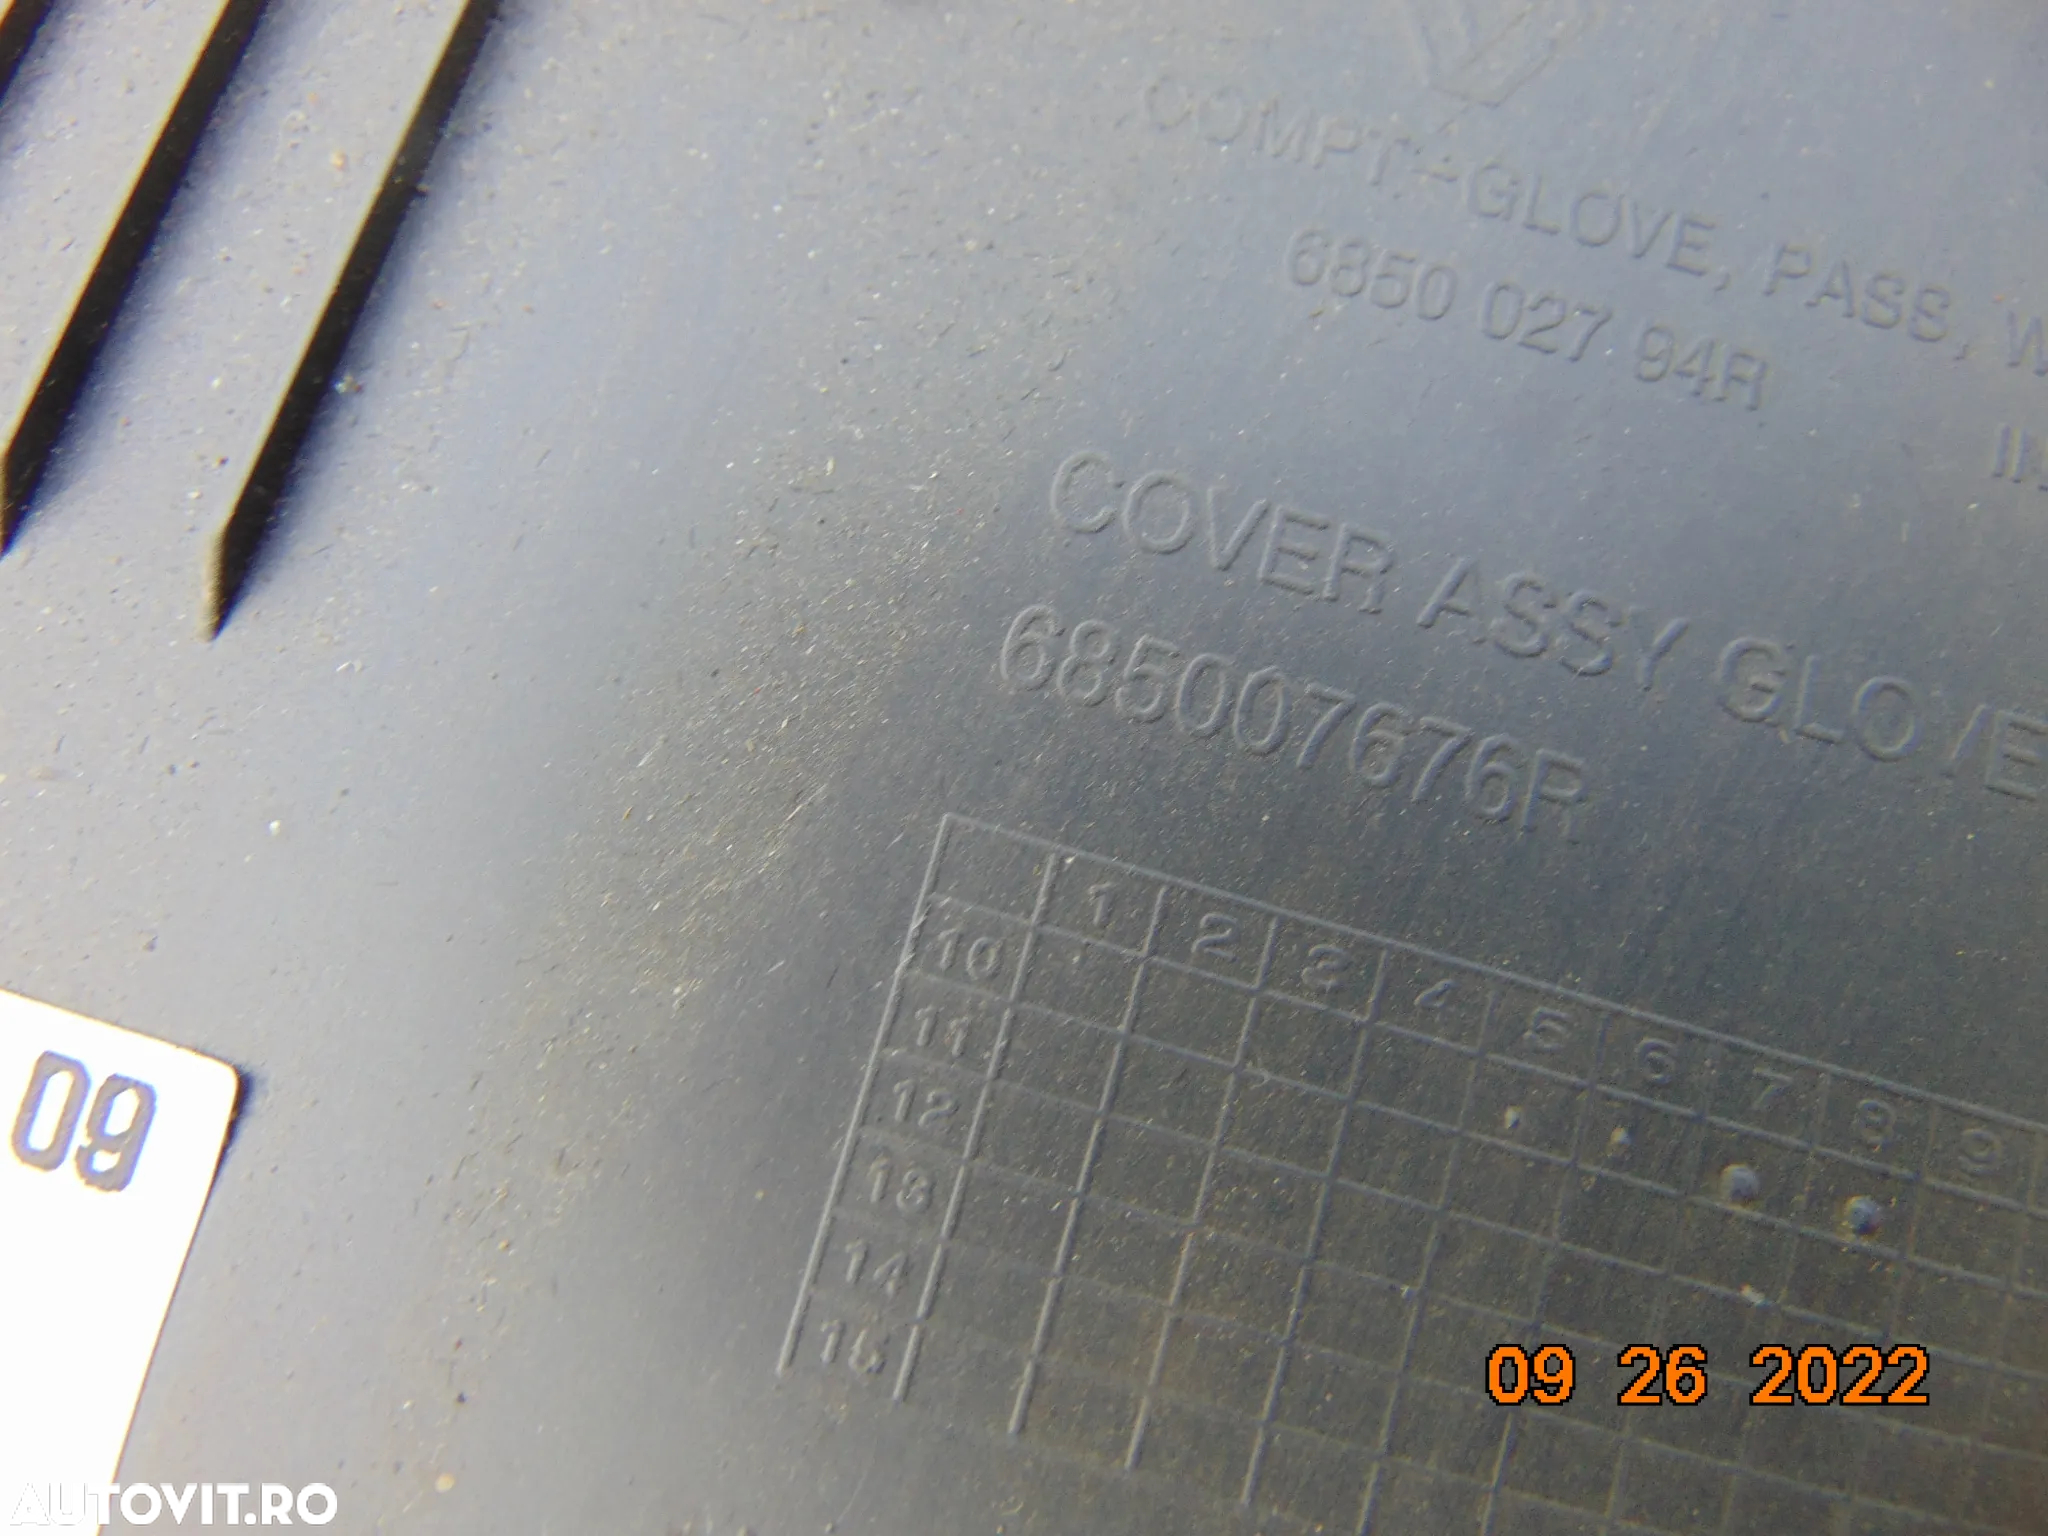 COMPT-GLOVE, PASS, W
6850 027 94R
COVER ASSY GLOVE
685007676R
1 2 3 4 5 6 7 8 9
10
11
12
13
14
15
09
09 26 2022
AUTOVIT.RO